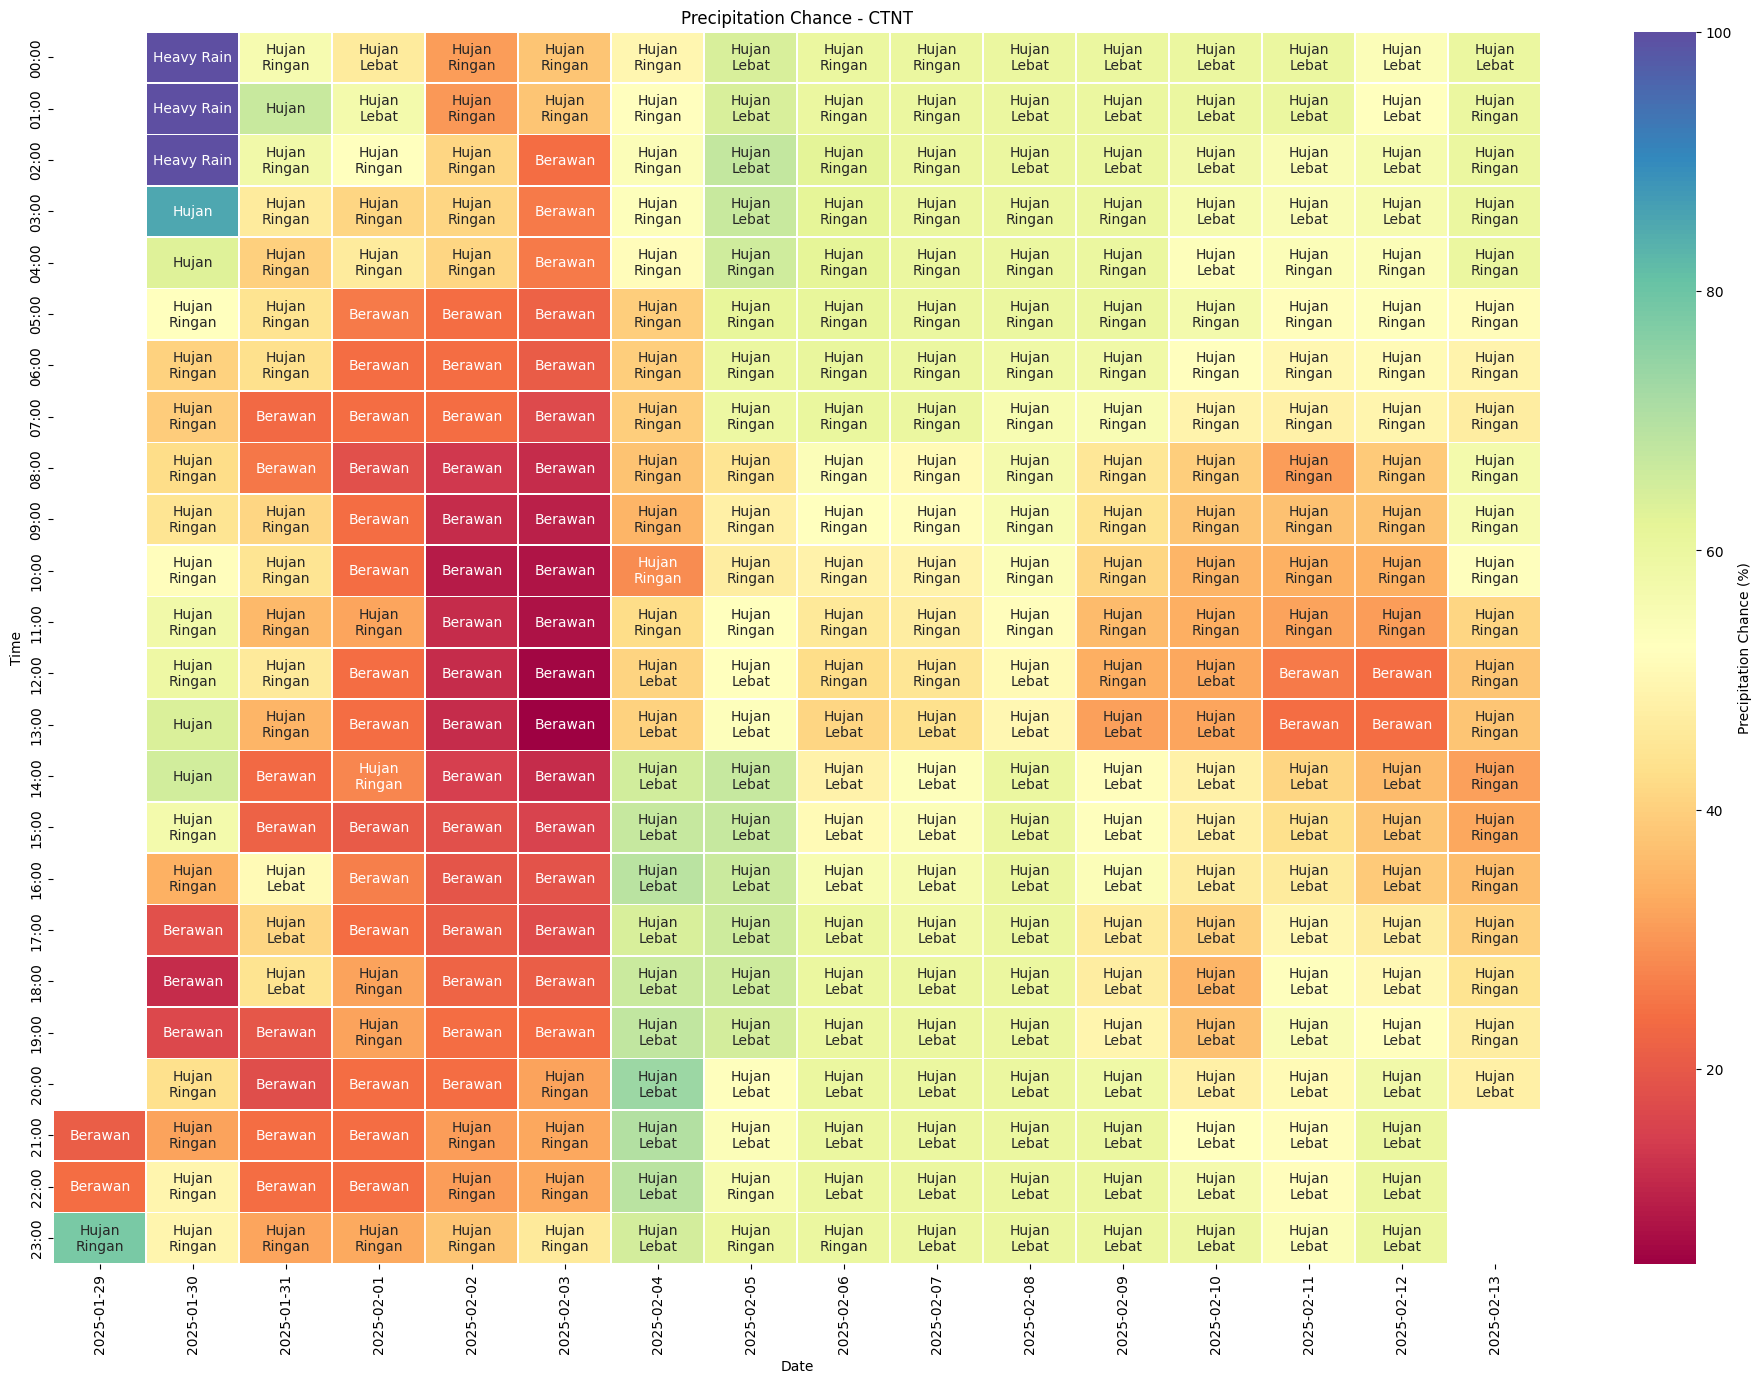 Precipitation Chance - CTNT
00:00 Heavy Rain Hujan Ringan Hujan Lebat Hujan Ringan Hujan Ringan Hujan Ringan Hujan Lebat Hujan Ringan Hujan Ringan Hujan Lebat Hujan Lebat Hujan Lebat Hujan Lebat Hujan Lebat Hujan Lebat
01:00 Heavy Rain Hujan Hujan Lebat Hujan Ringan Hujan Ringan Hujan Ringan Hujan Lebat Hujan Ringan Hujan Ringan Hujan Lebat Hujan Lebat Hujan Lebat Hujan Lebat Hujan Lebat Hujan Ringan
02:00 Heavy Rain Hujan Ringan Hujan Ringan Hujan Ringan Berawan Hujan Ringan Hujan Lebat Hujan Ringan Hujan Ringan Hujan Lebat Hujan Lebat Hujan Lebat Hujan Lebat Hujan Lebat Hujan Ringan
03:00 Hujan Hujan Ringan Hujan Ringan Hujan Ringan Berawan Hujan Ringan Hujan Lebat Hujan Ringan Hujan Ringan Hujan Ringan Hujan Ringan Hujan Lebat Hujan Lebat Hujan Lebat Hujan Ringan
04:00 Hujan Hujan Ringan Hujan Ringan Hujan Ringan Berawan Hujan Ringan Hujan Ringan Hujan Ringan Hujan Ringan Hujan Ringan Hujan Ringan Hujan Lebat Hujan Ringan Hujan Ringan Hujan Ringan
05:00 Hujan Ringan Hujan Ringan Berawan Berawan Berawan Hujan Ringan Hujan Ringan Hujan Ringan Hujan Ringan Hujan Ringan Hujan Ringan Hujan Ringan Hujan Ringan Hujan Ringan Hujan Ringan
06:00 Hujan Ringan Hujan Ringan Berawan Berawan Berawan Hujan Ringan Hujan Ringan Hujan Ringan Hujan Ringan Hujan Ringan Hujan Ringan Hujan Ringan Hujan Ringan Hujan Ringan Hujan Ringan
07:00 Hujan Ringan Berawan Berawan Berawan Berawan Hujan Ringan Hujan Ringan Hujan Ringan Hujan Ringan Hujan Ringan Hujan Ringan Hujan Ringan Hujan Ringan Hujan Ringan Hujan Ringan
08:00 Hujan Ringan Berawan Berawan Berawan Berawan Hujan Ringan Hujan Ringan Hujan Ringan Hujan Ringan Hujan Ringan Hujan Ringan Hujan Ringan Hujan Ringan Hujan Ringan Hujan Ringan
09:00 Hujan Ringan Hujan Ringan Berawan Berawan Berawan Hujan Ringan Hujan Ringan Hujan Ringan Hujan Ringan Hujan Ringan Hujan Ringan Hujan Ringan Hujan Ringan Hujan Ringan Hujan Ringan
10:00 Hujan Ringan Hujan Ringan Berawan Berawan Berawan Hujan Ringan Hujan Ringan Hujan Ringan Hujan Ringan Hujan Ringan Hujan Ringan Hujan Ringan Hujan Ringan Hujan Ringan Hujan Ringan
11:00 Hujan Ringan Hujan Ringan Hujan Ringan Berawan Berawan Hujan Ringan Hujan Ringan Hujan Ringan Hujan Ringan Hujan Ringan Hujan Ringan Hujan Ringan Hujan Ringan Hujan Ringan Hujan Ringan
12:00 Hujan Ringan Hujan Ringan Berawan Berawan Berawan Hujan Lebat Hujan Lebat Hujan Ringan Hujan Ringan Hujan Lebat Hujan Ringan Hujan Lebat Berawan Berawan Hujan Ringan
13:00 Hujan Hujan Ringan Berawan Berawan Berawan Hujan Lebat Hujan Lebat Hujan Lebat Hujan Lebat Hujan Lebat Hujan Lebat Hujan Lebat Berawan Berawan Hujan Ringan
14:00 Hujan Berawan Hujan Ringan Berawan Berawan Hujan Lebat Hujan Lebat Hujan Lebat Hujan Lebat Hujan Lebat Hujan Lebat Hujan Lebat Hujan Lebat Hujan Lebat Hujan Ringan
15:00 Hujan Ringan Berawan Berawan Berawan Berawan Hujan Lebat Hujan Lebat Hujan Lebat Hujan Lebat Hujan Lebat Hujan Lebat Hujan Lebat Hujan Lebat Hujan Lebat Hujan Ringan
16:00 Hujan Ringan Hujan Lebat Berawan Berawan Berawan Hujan Lebat Hujan Lebat Hujan Lebat Hujan Lebat Hujan Lebat Hujan Lebat Hujan Lebat Hujan Lebat Hujan Lebat Hujan Ringan
17:00 Berawan Hujan Lebat Berawan Berawan Berawan Hujan Lebat Hujan Lebat Hujan Lebat Hujan Lebat Hujan Lebat Hujan Lebat Hujan Lebat Hujan Lebat Hujan Lebat Hujan Ringan
18:00 Berawan Hujan Lebat Hujan Ringan Berawan Berawan Hujan Lebat Hujan Lebat Hujan Lebat Hujan Lebat Hujan Lebat Hujan Lebat Hujan Lebat Hujan Lebat Hujan Lebat Hujan Ringan
19:00 Berawan Berawan Hujan Ringan Berawan Berawan Hujan Lebat Hujan Lebat Hujan Lebat Hujan Lebat Hujan Lebat Hujan Lebat Hujan Lebat Hujan Lebat Hujan Lebat Hujan Ringan
20:00 Hujan Ringan Berawan Berawan Berawan Hujan Ringan Hujan Lebat Hujan Lebat Hujan Lebat Hujan Lebat Hujan Lebat Hujan Lebat Hujan Lebat Hujan Lebat Hujan Lebat Hujan Lebat
21:00 Berawan Hujan Ringan Berawan Berawan Hujan Ringan Hujan Ringan Hujan Lebat Hujan Lebat Hujan Lebat Hujan Lebat Hujan Lebat Hujan Lebat Hujan Lebat Hujan Lebat Hujan Lebat
22:00 Berawan Hujan Ringan Berawan Berawan Hujan Ringan Hujan Ringan Hujan Lebat Hujan Ringan Hujan Lebat Hujan Lebat Hujan Lebat Hujan Lebat Hujan Lebat Hujan Lebat Hujan Lebat
23:00 Hujan Ringan Hujan Ringan Hujan Ringan Hujan Ringan Hujan Ringan Hujan Ringan Hujan Lebat Hujan Ringan Hujan Ringan Hujan Lebat Hujan Lebat Hujan Lebat Hujan Lebat Hujan Lebat Hujan Lebat
Time
2025-01-29 2025-01-30 2025-01-31 2025-02-01 2025-02-02 2025-02-03 2025-02-04 2025-02-05 2025-02-06 2025-02-07 2025-02-08 2025-02-09 2025-02-10 2025-02-11 2025-02-12 2025-02-13
Date
100
80
60
40
20
Precipitation Chance (%)